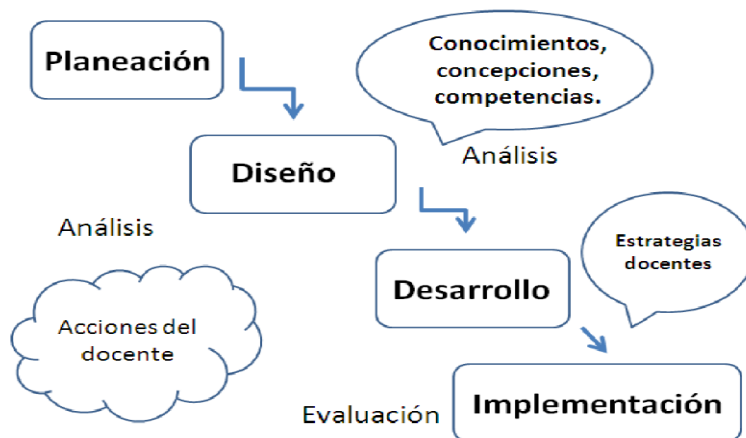 Planeación
Conocimientos,
concepciones,
competencias.
Diseño
Análisis
Análisis
Estrategias
docentes
Desarrollo
Acciones del
docente
Implementación
Evaluación